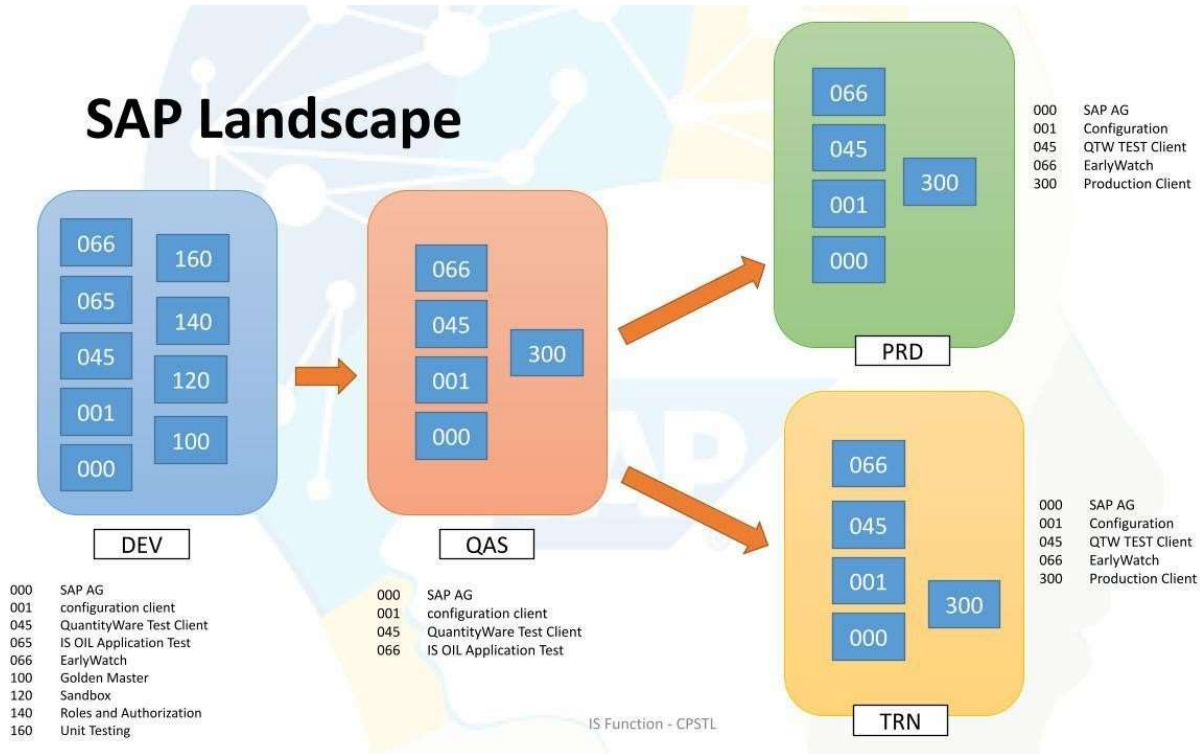 SAP Landscape
066
065
045
001
000
160
140
120
100
DEV
000 SAP AG
001 configuration client
045 QuantityWare Test Client
065 IS OIL Application Test
066 EarlyWatch
100 Golden Master
120 Sandbox
140 Roles and Authorization
160 Unit Testing
066
045
001
000
300
QAS
000 SAP AG
001 configuration client
045 QuantityWare Test Client
066 IS OIL Application Test
066
045
001
000
300
PRD
000 SAP AG
001 Configuration
045 QTW TEST Client
066 EarlyWatch
300 Production Client
066
045
001
000
300
TRN
000 SAP AG
001 Configuration
045 QTW TEST Client
066 EarlyWatch
300 Production Client
SAP
®
IS Function - CPSTL